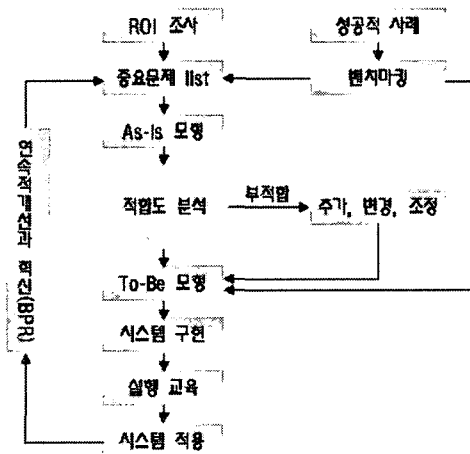 ROI 조사
성공적 사례
중요문제 list
벤치마킹
As-Is 모형
적합도 분석
부적합
추가, 변경, 조정
To-Be 모형
시스템 구현
실행 교육
시스템 적용
연속적개선과 혁신(BPR)